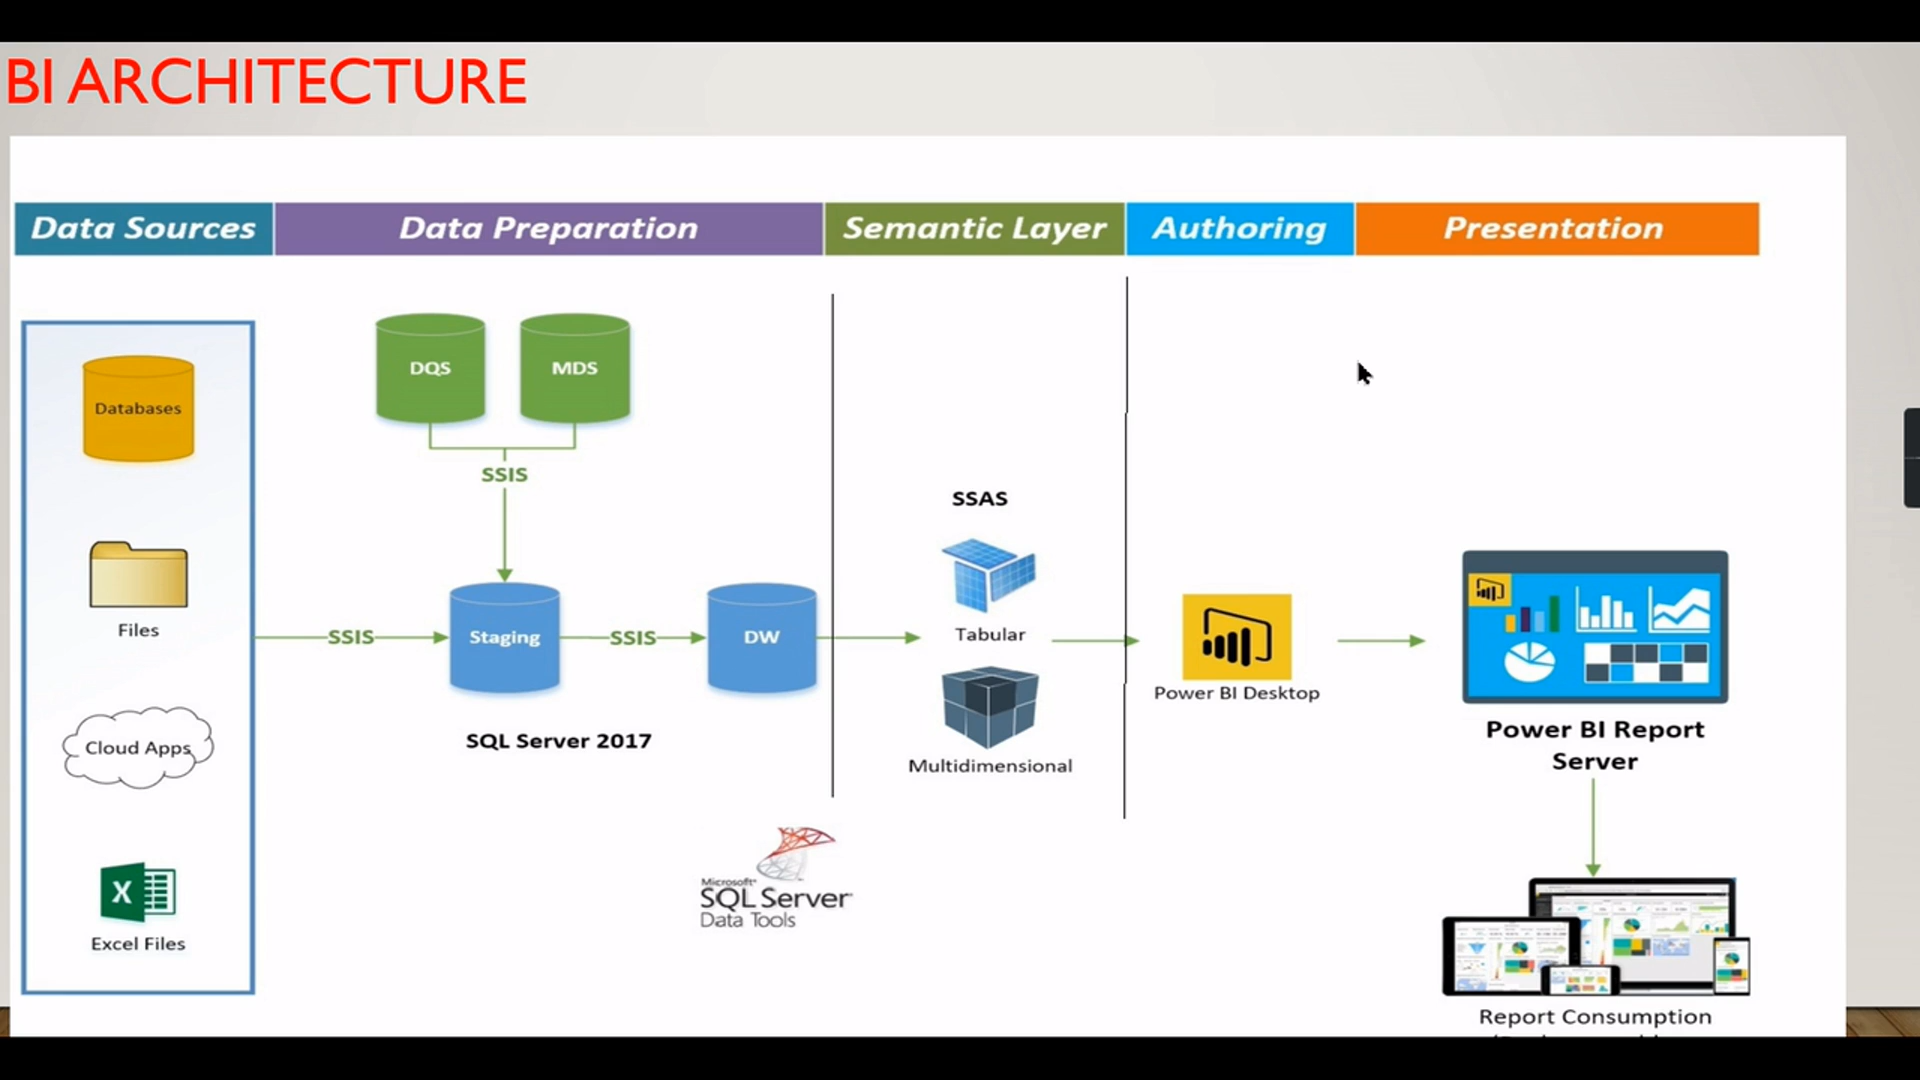 BI ARCHITECTURE
Data Sources
Data Preparation
Semantic Layer
Authoring
Presentation
Databases
Files
Cloud Apps
Excel Files
DQS
MDS
SSIS
SSIS
Staging
SSIS
DW
SQL Server 2017
Microsoft
SQL Server
Data Tools
SSAS
Tabular
Multidimensional
Power BI Desktop
Power BI Report
Server
Report Consumption